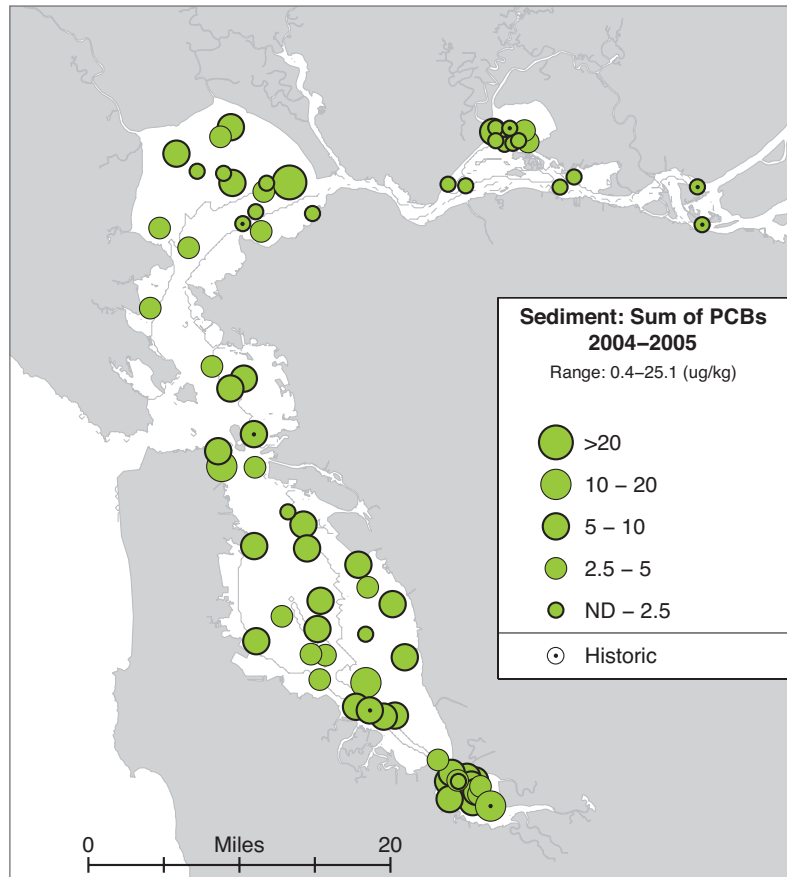 Sediment: Sum of PCBs
2004–2005
Range: 0.4–25.1 (ug/kg)
>20
10 – 20
5 – 10
2.5 – 5
ND – 2.5
Historic
0 Miles 20